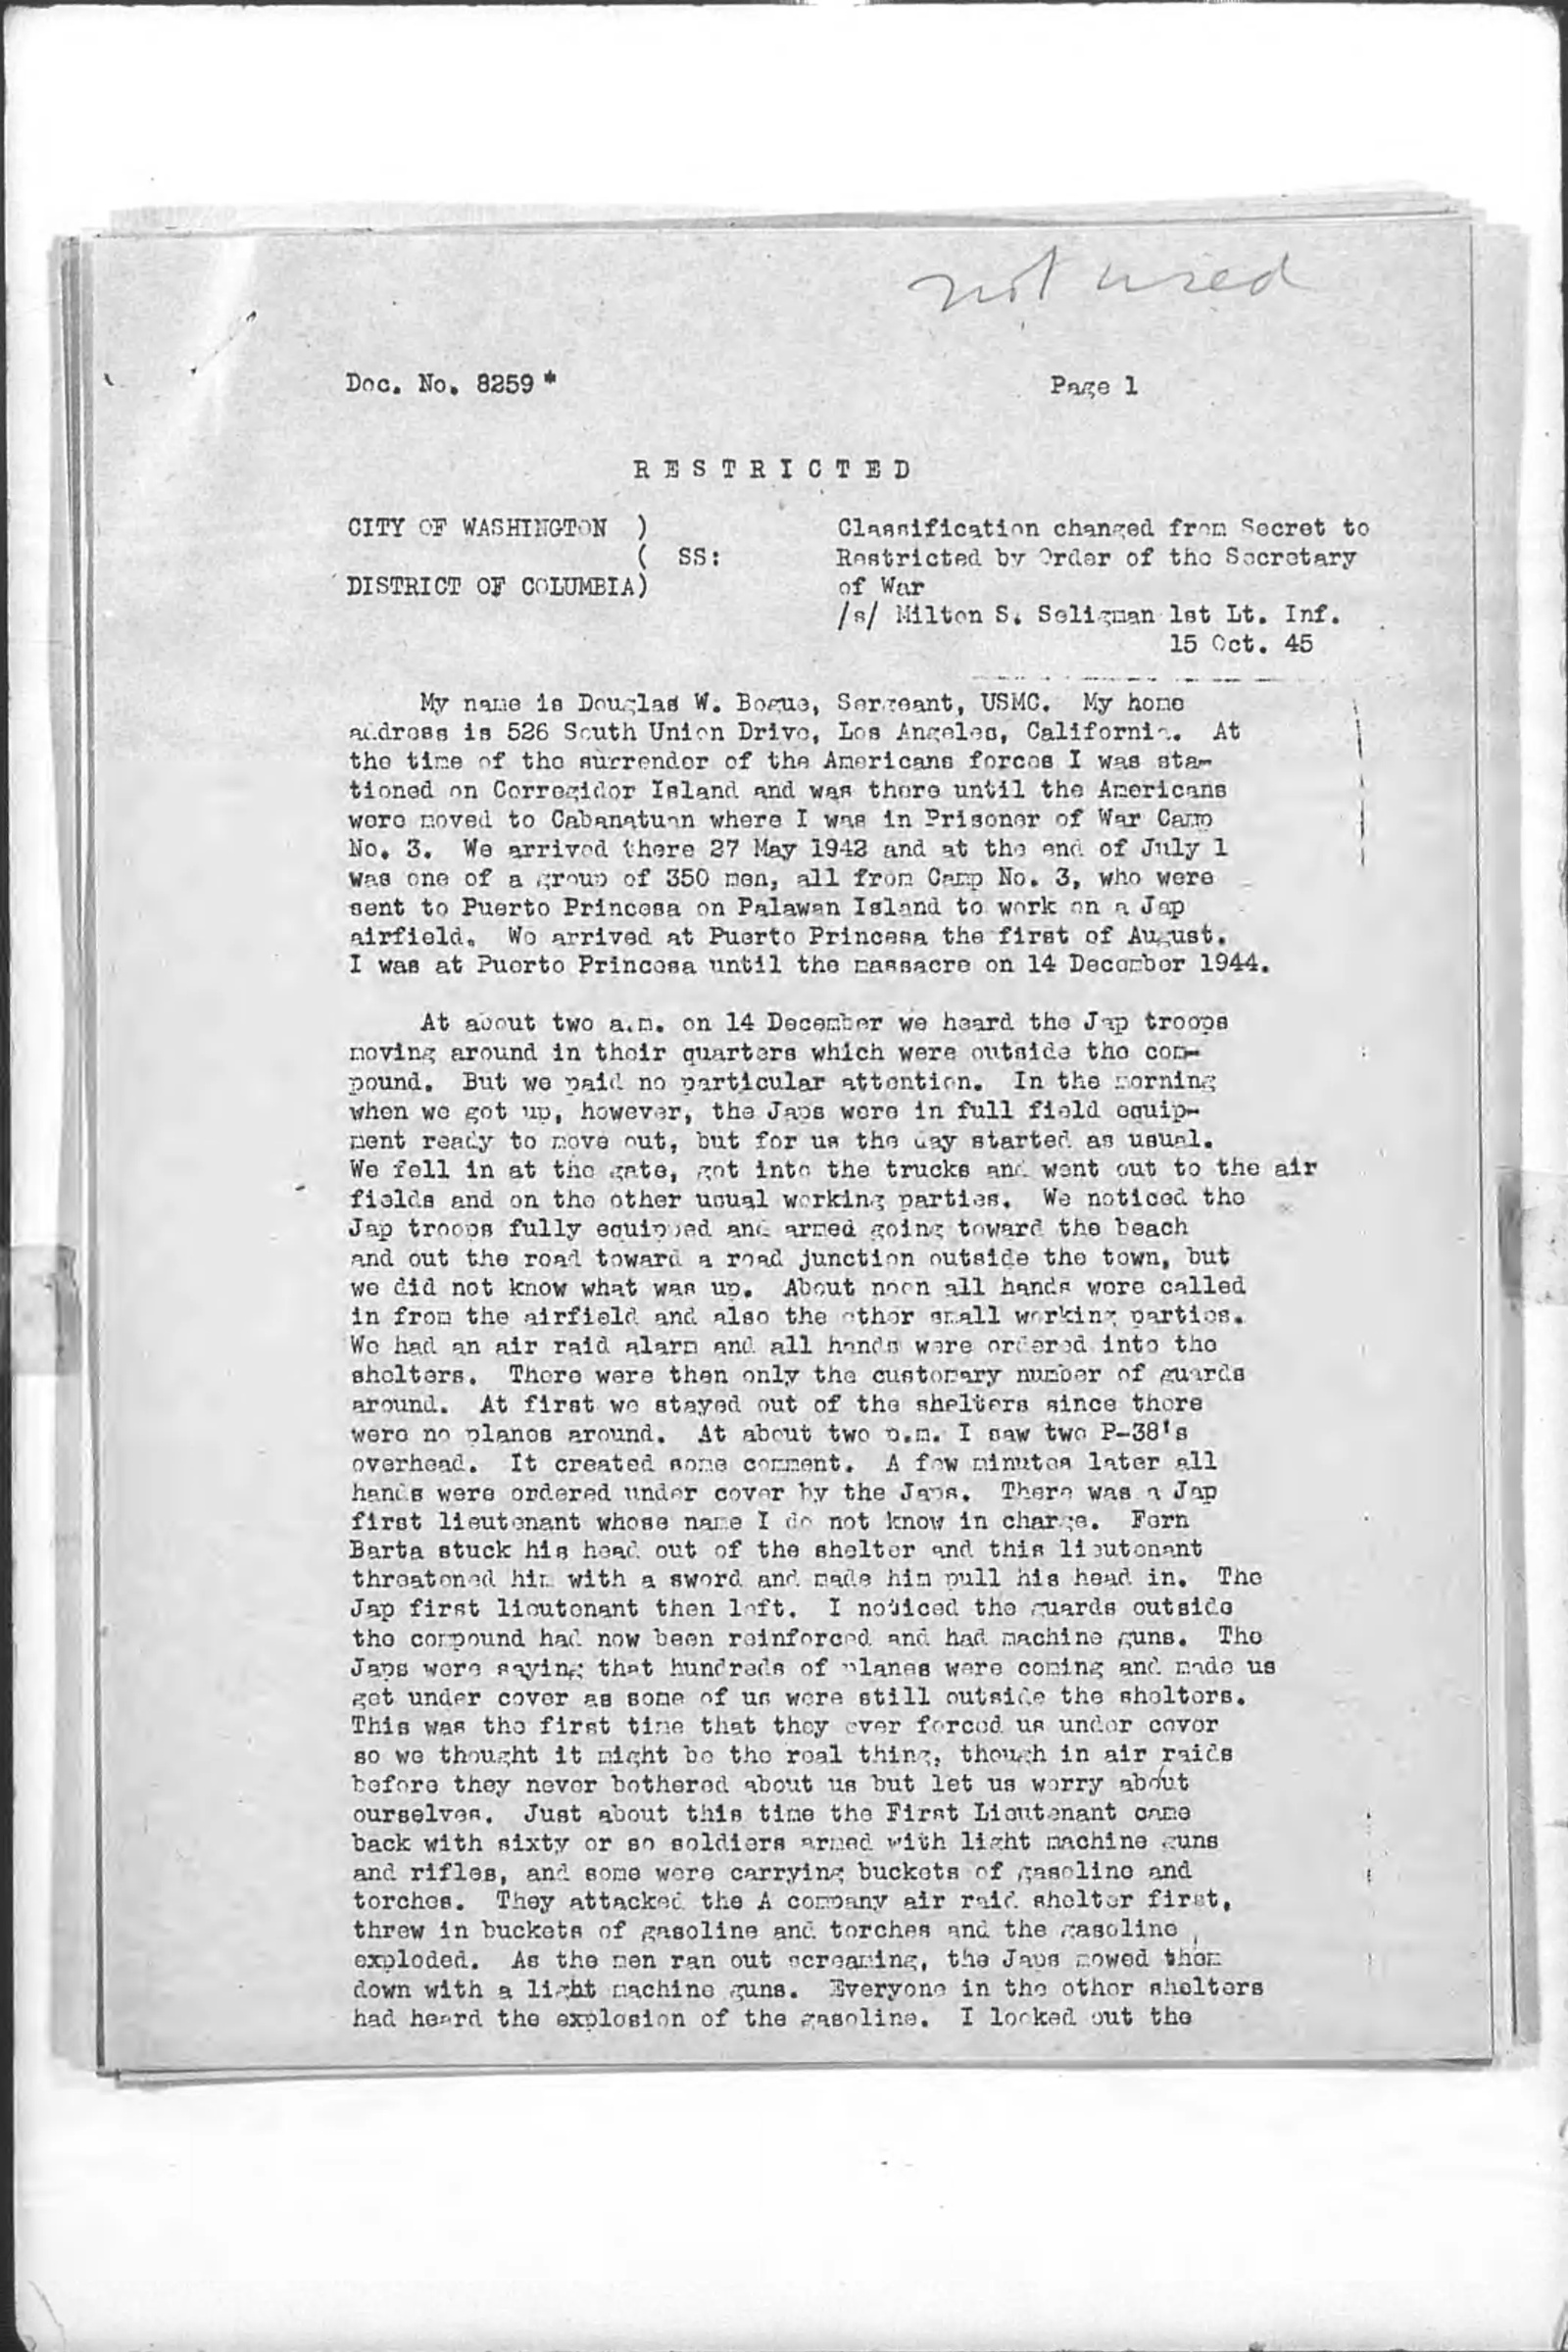 not used
Doc. No. 8259 *
Page 1
RESTRICTED
CITY OF WASHINGTON )
( SS:
DISTRICT OF COLUMBIA)
Classification changed from Secret to
Restricted by Order of the Secretary
of War
/s/ Milton S. Seligman 1st Lt. Inf.
15 Oct. 45
My name is Douglas W. Bogue, Sergeant, USMC. My home
address is 526 South Union Drive, Los Angeles, California. At
the time of the surrender of the Americans forces I was sta-
tioned on Corregidor Island and was there until the Americans
were moved to Cabanatuan where I was in Prisoner of War Camp
No. 3. We arrived there 27 May 1942 and at the end of July I
was one of a group of 350 men, all from Camp No. 3, who were
sent to Puerto Princesa on Palawan Island to work on a Jap
airfield. We arrived at Puerto Princesa the first of August.
I was at Puerto Princesa until the massacre on 14 December 1944.
At about two a.m. on 14 December we heard the Jap troops
moving around in their quarters which were outside the com-
pound. But we paid no particular attention. In the morning
when we got up, however, the Japs were in full field equip-
ment ready to move out, but for us the day started as usual.
We fell in at the gate, got into the trucks and went out to the air
fields and on the other usual working parties. We noticed the
Jap troops fully equipped and armed going toward the beach
and out the road toward a road junction outside the town, but
we did not know what was up. About noon all hands were called
in from the airfield and also the other small working parties.
We had an air raid alarm and all hands were ordered into the
shelters. There were then only the customary number of guards
around. At first we stayed out of the shelters since there
were no planes around. At about two p.m. I saw two P-38's
overhead. It created some comment. A few minutes later all
hands were ordered under cover by the Japs. There was a Jap
first lieutenant whose name I do not know in charge. Fern
Barta stuck his head out of the shelter and this lieutenant
threatened him with a sword and made him pull his head in. The
Jap first lieutenant then left. I noticed the guards outside
the compound had now been reinforced and had machine guns. The
Japs were saying that hundreds of planes were coming and made us
get under cover as some of us were still outside the shelters.
This was the first time that they ever forced us under cover
so we thought it might be the real thing, though in air raids
before they never bothered about us but let us worry about
ourselves. Just about this time the First Lieutenant came
back with sixty or so soldiers armed with light machine guns
and rifles, and some were carrying buckets of gasoline and
torches. They attacked the A company air raid shelter first,
threw in buckets of gasoline and torches and the gasoline
exploded. As the men ran out screaming, the Japs mowed them
down with a light machine guns. Everyone in the other shelters
had heard the explosion of the gasoline. I looked out the